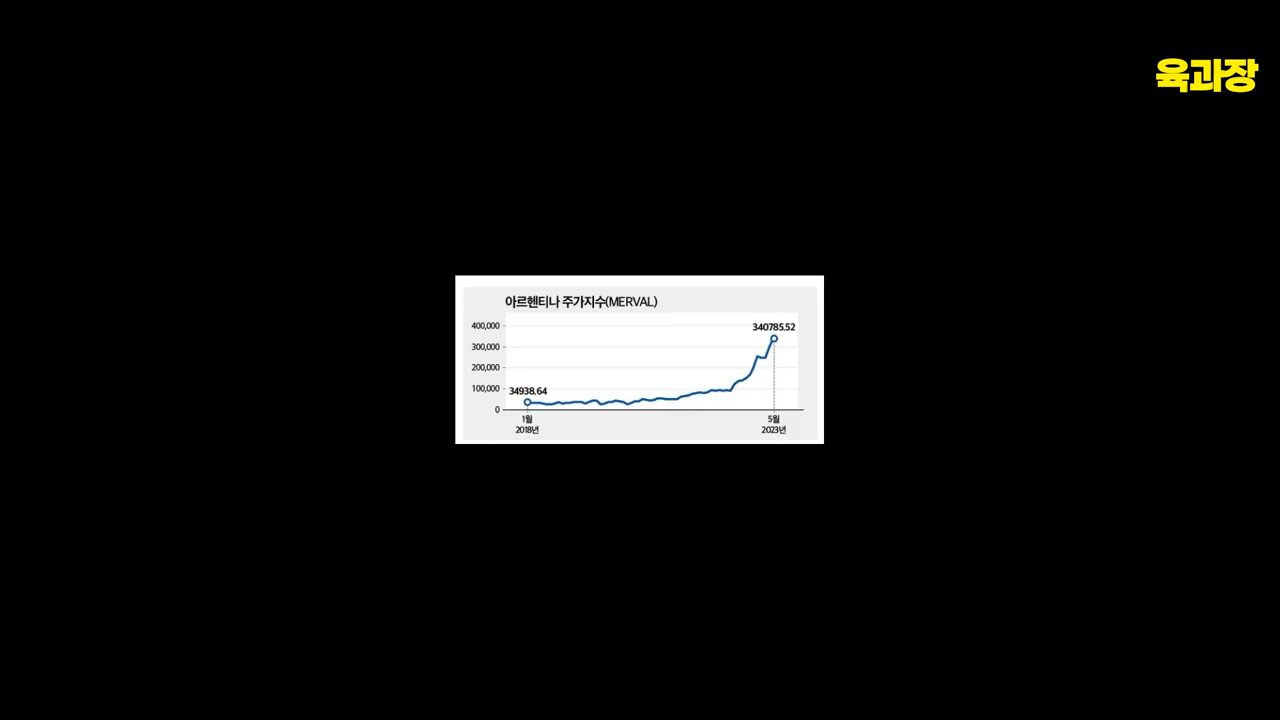 육과장
아르헨티나 주가지수(MERVAL)
400,000
340785.52
300,000
200,000
100,000
34938.64
0
1월
2018년
5월
2023년